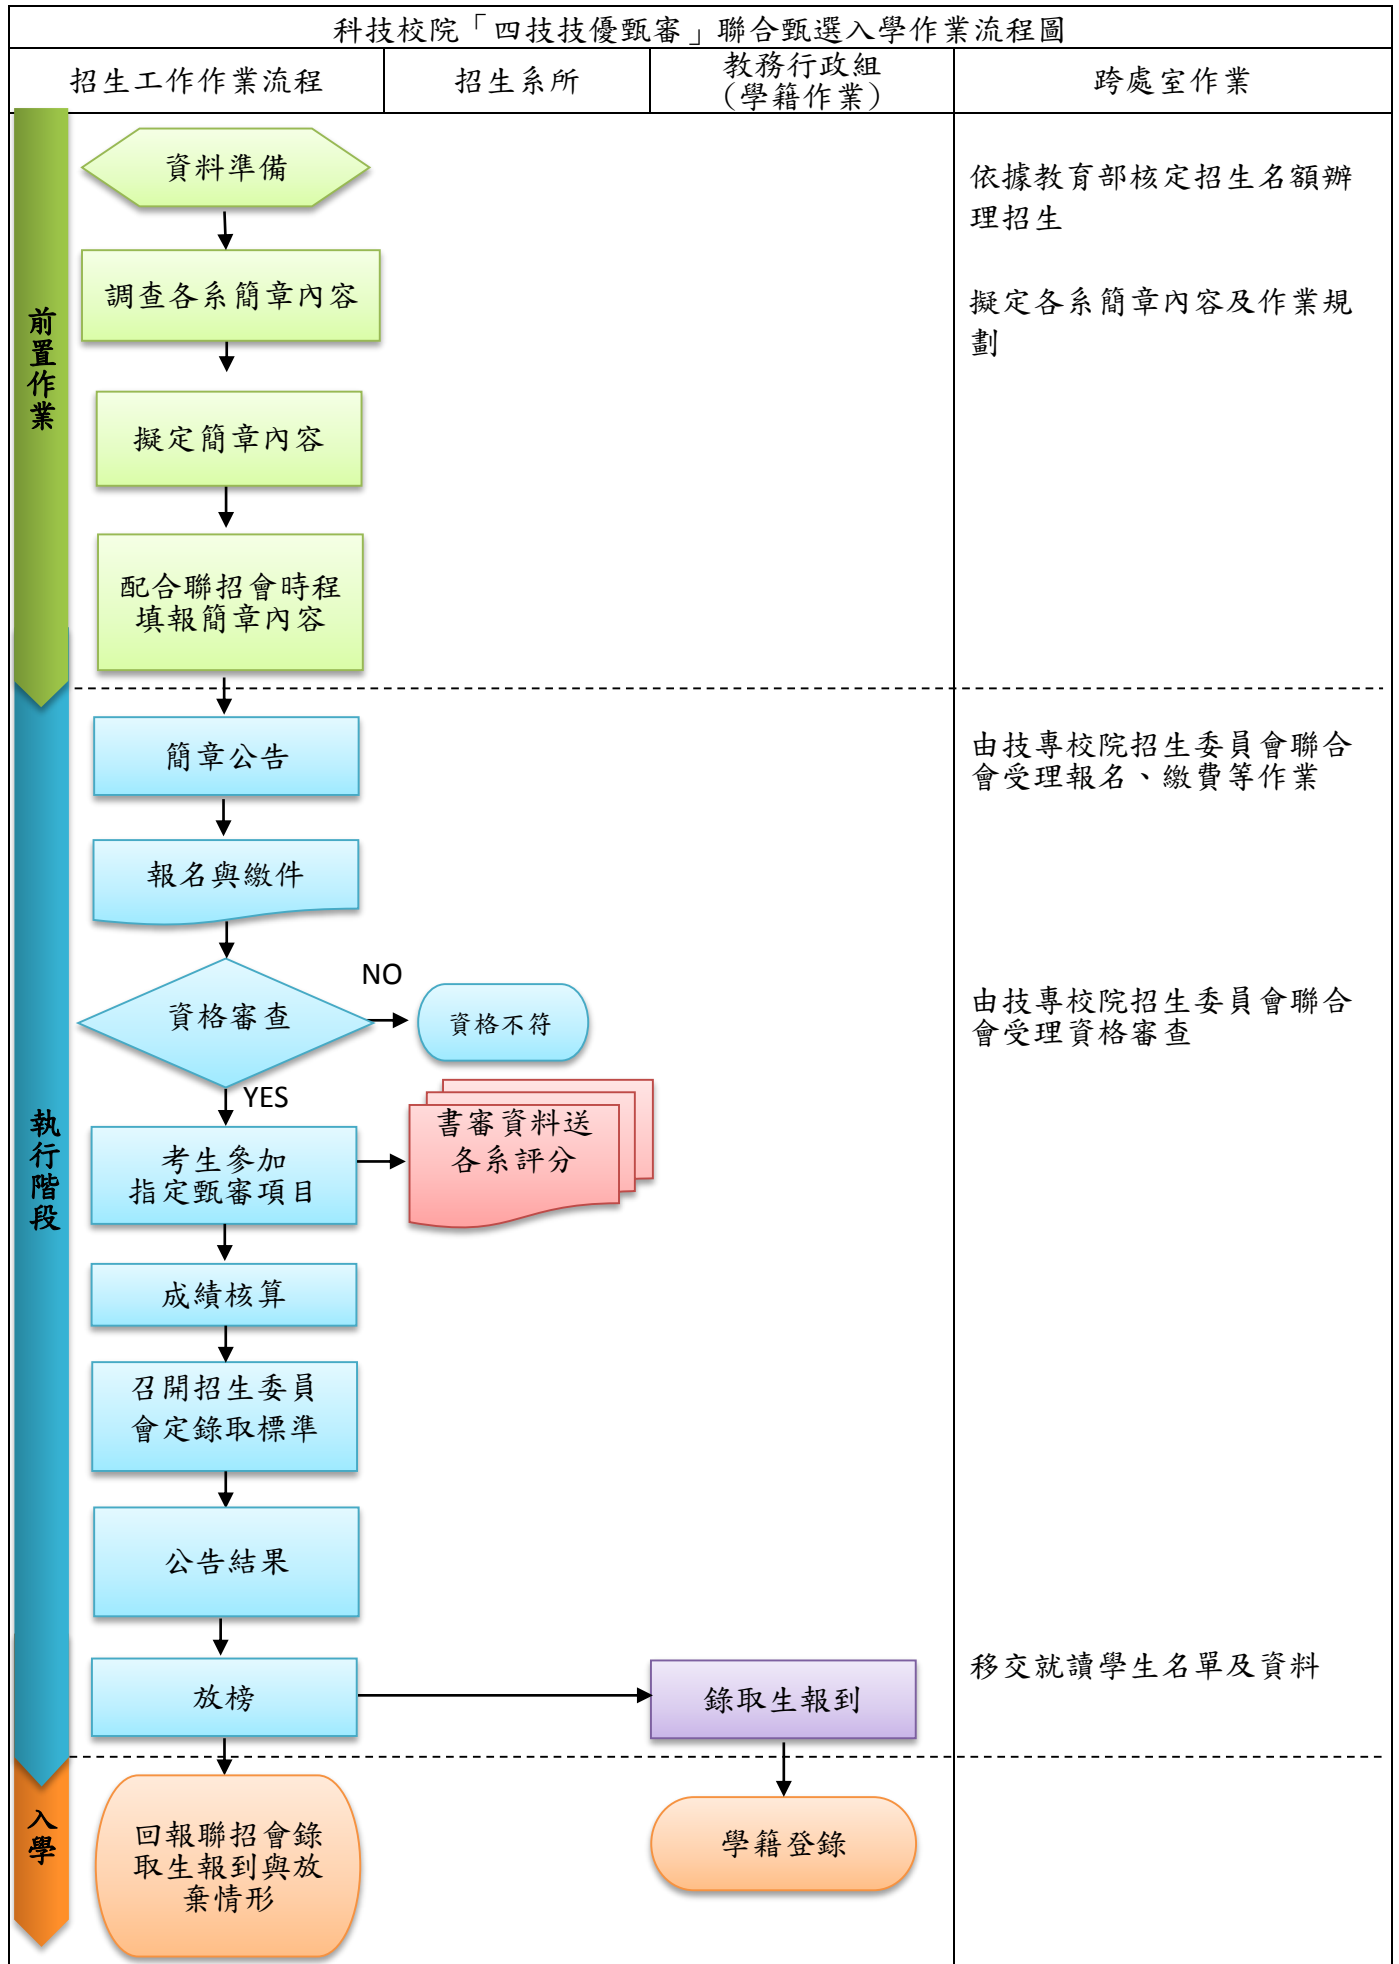 科技校院「四技技優甄審」聯合甄選入學作業流程圖
招生工作作業流程
招生系所
教務行政組
(學籍作業)
跨處室作業
前置作業
資料準備
依據教育部核定招生名額辦
理招生
調查各系簡章內容
擬定各系簡章內容及作業規
劃
擬定簡章內容
配合聯招會時程
填報簡章內容
執行階段
簡章公告
由技專校院招生委員會聯合
會受理報名、繳費等作業
報名與繳件
資格審查
NO
資格不符
由技專校院招生委員會聯合
會受理資格審查
YES
考生參加
指定甄審項目
書審資料送
各系評分
成績核算
召開招生委員
會定錄取標準
公告結果
放榜
錄取生報到
移交就讀學生名單及資料
入學
回報聯招會錄
取生報到與放
棄情形
學籍登錄